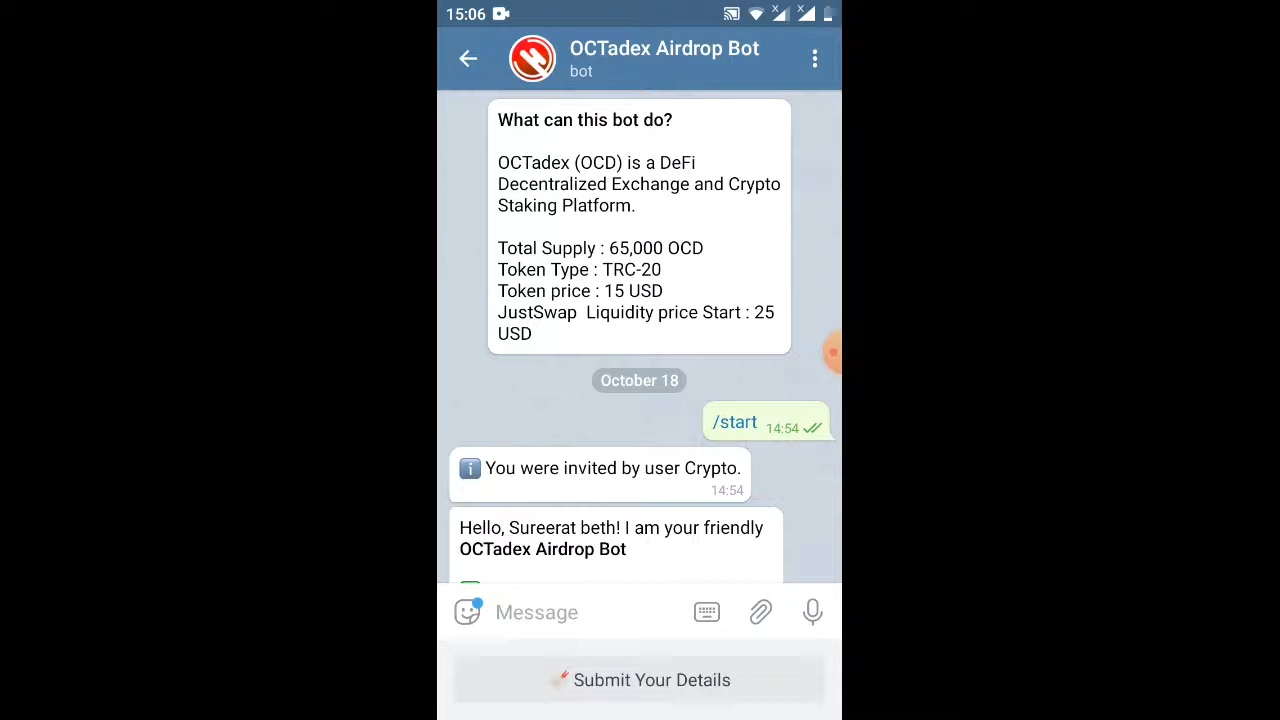 15:06
OCTadex Airdrop Bot
bot
What can this bot do?
OCTadex (OCD) is a DeFi
Decentralized Exchange and Crypto
Staking Platform.
Total Supply : 65,000 OCD
Token Type : TRC-20
Token price : 15 USD
JustSwap Liquidity price Start : 25
USD
October 18
/start 14:54
You were invited by user Crypto.
14:54
Hello, Sureerat beth! I am your friendly
OCTadex Airdrop Bot
Message
Submit Your Details